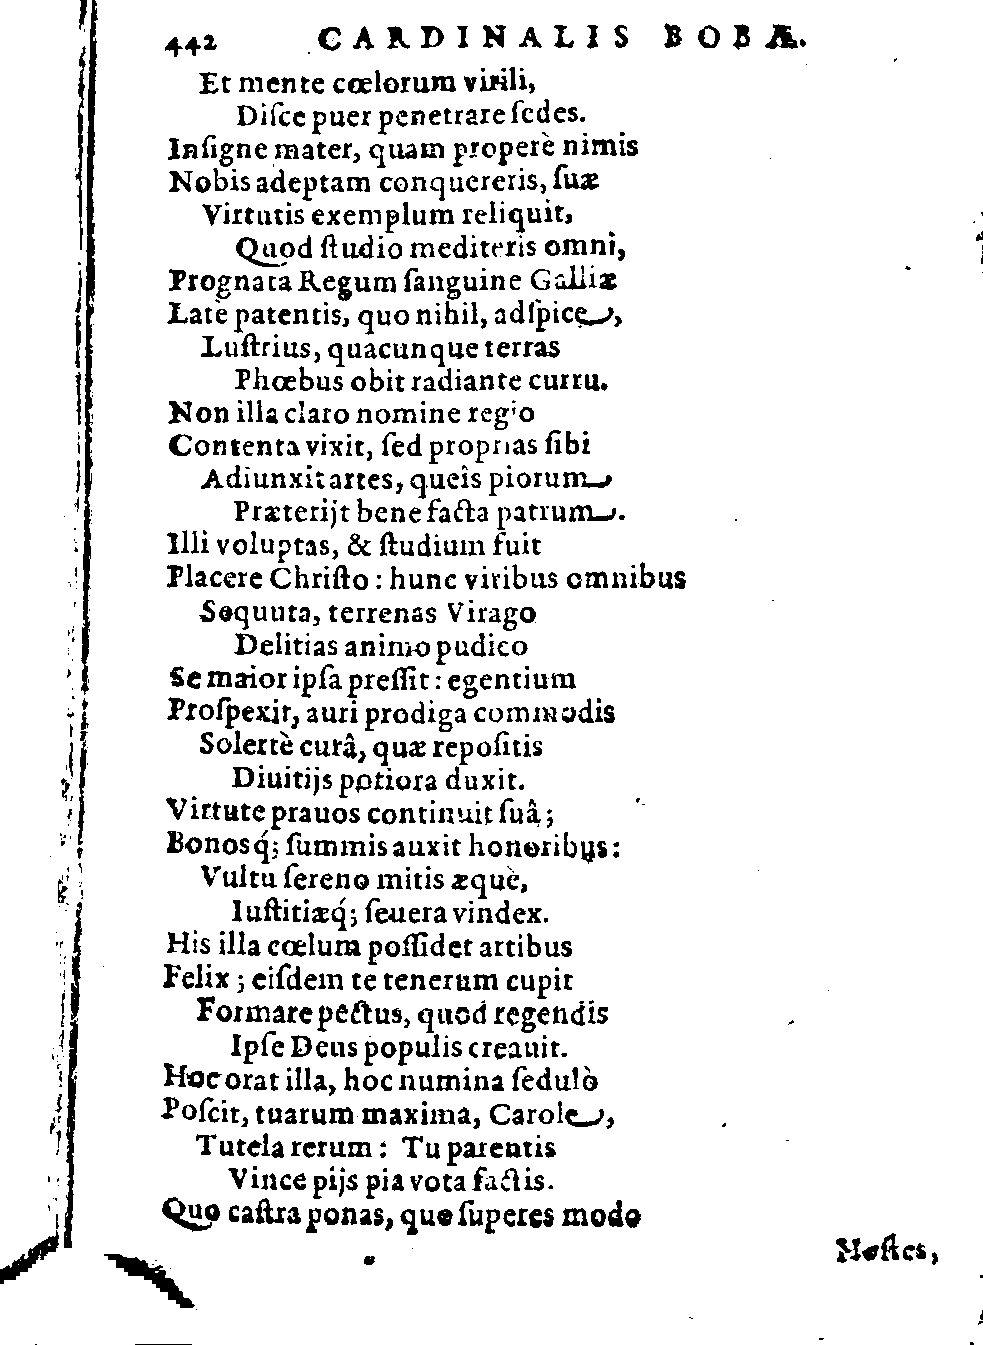 442 CARDINALIS BOBÆ.
Et mente cœlorum virili,
Diſce puer penetrare ſedes.
Inſigne mater, quam properè nimis
Nobis adeptam conquereris, ſuæ
Virtutis exemplum reliquit,
Quod ſtudio mediteris omni,
Prognata Regum ſanguine Galliæ
Latè patentis, quo nihil, adſpice,
Luſtrius, quacunque terras
Phœbus obit radiante curru.
Non illa claro nomine regio
Contenta vixit, ſed proprias ſibi
Adiunxit artes, queis piorum
Præterijt bene facta patrum.
Illi voluptas, & ſtudium fuit
Placere Chriſto: hunc viribus omnibus
Sequuta, terrenas Virago
Delitias animo pudico
Se maior ipſa preſſit: egentium
Proſpexit, auri prodiga commodis
Solertè curâ, quæ repoſitis
Diuitijs potiora duxit.
Virtute prauos continuit ſuâ;
Bonosq́; ſummis auxit honoribus:
Vultu ſereno mitis æquè,
Iuſtitiæq́; ſeuera vindex.
His illa cœlum poſſidet artibus
Felix; eiſdem te tenerum cupit
Formare pectus, quod regendis
Ipſe Deus populis creauit.
Hoc orat illa, hoc numina ſedulò
Poſcit, tuarum maxima, Carole,
Tutela rerum: Tu parentis
Vince pijs pia vota factis.
Quo caſtra ponas, quo ſuperes modo
Hoſtes,